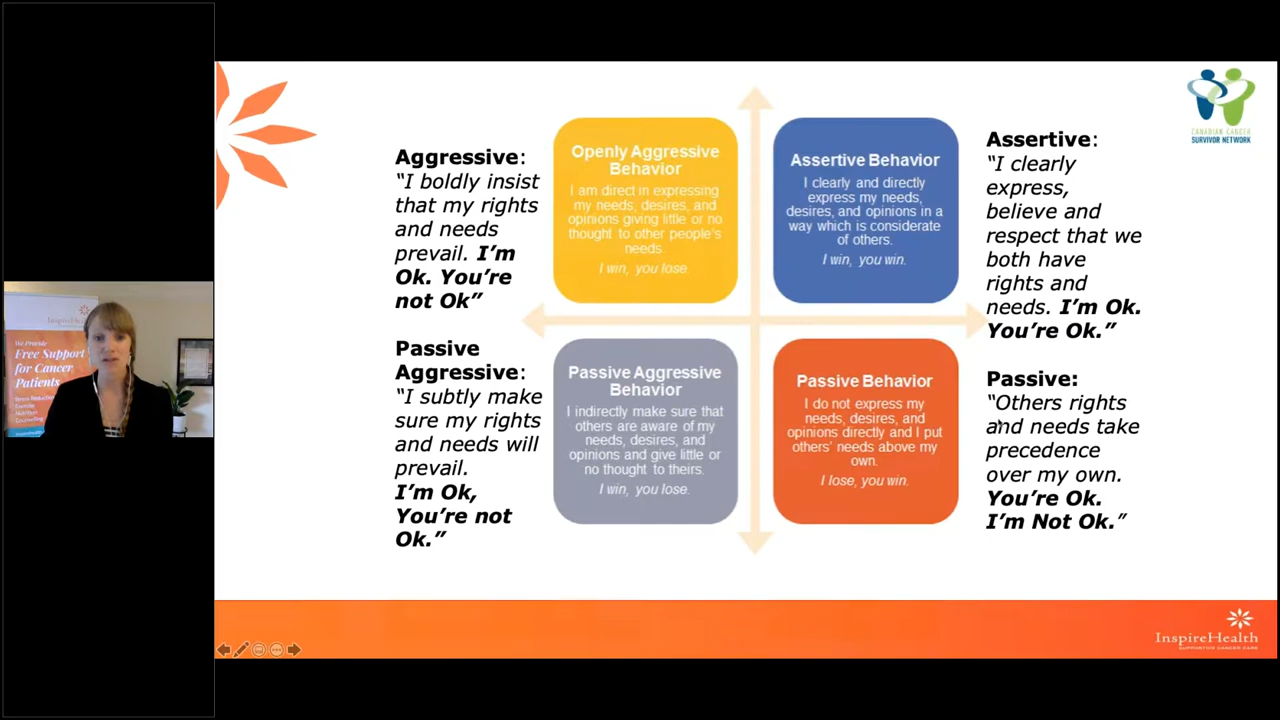 Aggressive:
“I boldly insist
that my rights
and needs
prevail. I’m
Ok. You’re
not Ok”
Passive
Aggressive:
“I subtly make
sure my rights
and needs will
prevail.
I’m Ok,
You’re not
Ok.”
Openly Aggressive
Behavior
I am direct in expressing
my needs, desires, and
opinions giving little or no
thought to other people's
needs.
I win, you lose.
Assertive Behavior
I clearly and directly
express my needs,
desires, and opinions in a
way which is considerate
of others.
I win, you win.
Passive Aggressive
Behavior
I indirectly make sure that
others are aware of my
needs, desires, and
opinions and give little or
no thought to theirs.
I win, you lose.
Passive Behavior
I do not express my
needs, desires, and
opinions directly and I put
others' needs above my
own.
I lose, you win.
CANADIAN CANCER
SURVIVOR NETWORK
Assertive:
“I clearly
express,
believe and
respect that we
both have
rights and
needs. I’m Ok.
You’re Ok.”
Passive:
“Others rights
and needs take
precedence
over my own.
You’re Ok.
I’m Not Ok.”
InspireHealth
We Provide
Free Support
for Cancer
Patients
InspireHealth
SUPPORTIVE CANCER CARE